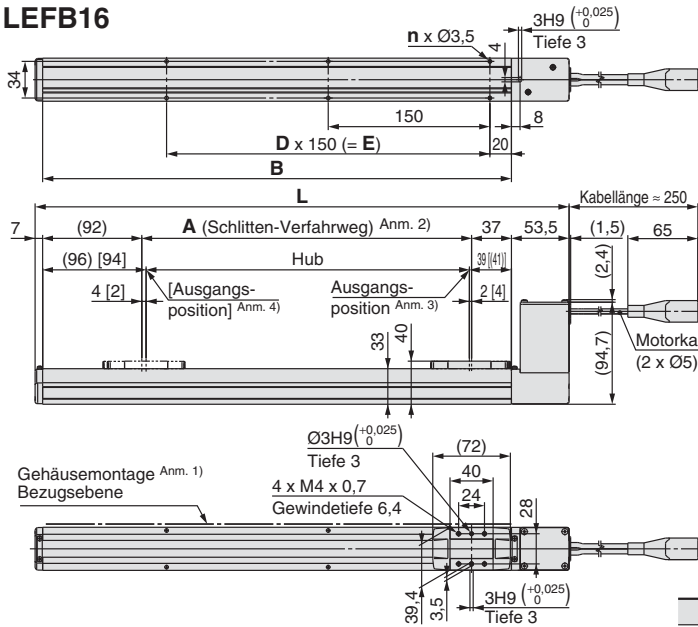 LEFB16
n x Ø3,5
4
3H9 (+0,025 0)
Tiefe 3
34
150
8
D x 150 (= E)
20
B
L
Kabellänge ≈ 250
7
(92)
A (Schlitten-Verfahrweg) Anm. 2)
37
53,5
(1,5)
65
(96) [94]
Hub
39 [(41)]
(2,4)
4 [2]
[Ausgangs-
position] Anm. 4)
Ausgangs-
position Anm. 3)
2 [4]
33
40
(94,7)
Motorka
(2 x Ø5)
Ø3H9 (+0,025 0)
Tiefe 3
(72)
Gehäusemontage Anm. 1)
Bezugsebene
4 x M4 x 0,7
Gewindetiefe 6,4
40
24
28
39,4
3,5
3H9 (+0,025 0)
Tiefe 3